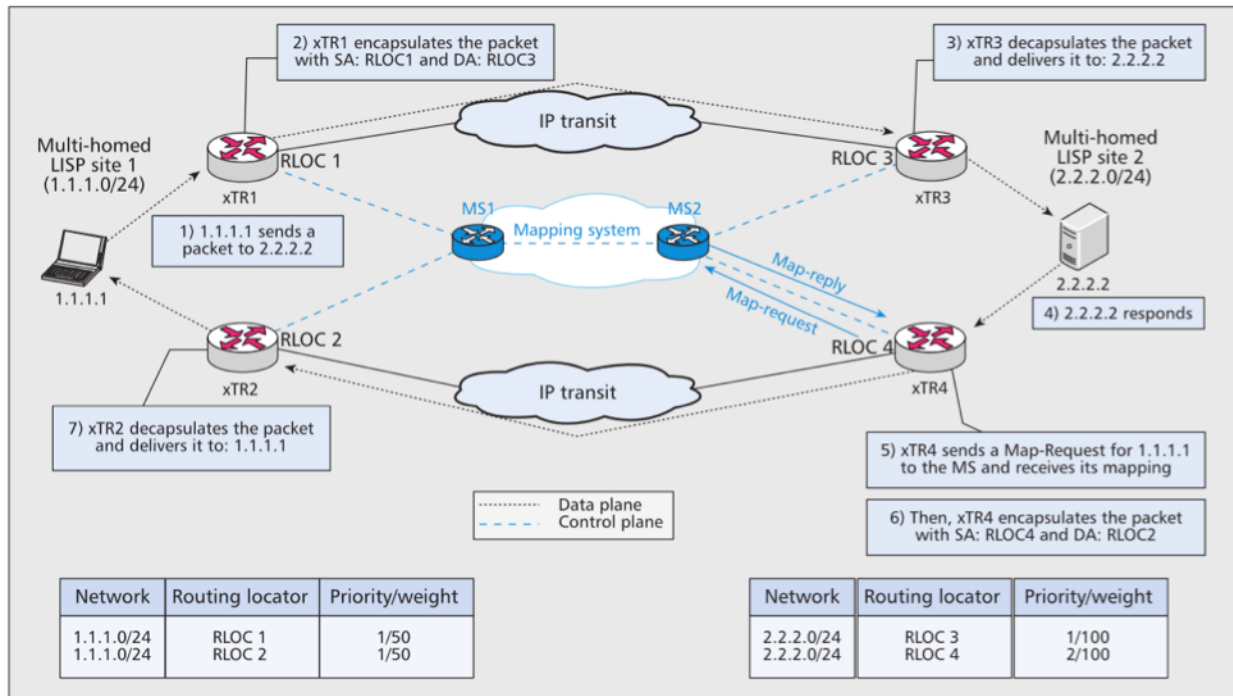 2) xTR1 encapsulates the packet
with SA: RLOC1 and DA: RLOC3
3) xTR3 decapsulates the packet
and delivers it to: 2.2.2.2
IP transit
Multi-homed
LISP site 1
(1.1.1.0/24)
RLOC 1
xTR1
RLOC 3
xTR3
Multi-homed
LISP site 2
(2.2.2.0/24)
MS1
MS2
Mapping system
1) 1.1.1.1 sends a
packet to 2.2.2.2
1.1.1.1
Map-reply
Map-request
2.2.2.2
4) 2.2.2.2 responds
RLOC 2
xTR2
RLOC 4
xTR4
IP transit
7) xTR2 decapsulates the packet
and delivers it to: 1.1.1.1
5) xTR4 sends a Map-Request for 1.1.1.1
to the MS and receives its mapping
6) Then, xTR4 encapsulates the packet
with SA: RLOC4 and DA: RLOC2
Data plane
Control plane
Network Routing locator Priority/weight
1.1.1.0/24 RLOC 1 1/50
1.1.1.0/24 RLOC 2 1/50
Network Routing locator Priority/weight
2.2.2.0/24 RLOC 3 1/100
2.2.2.0/24 RLOC 4 2/100